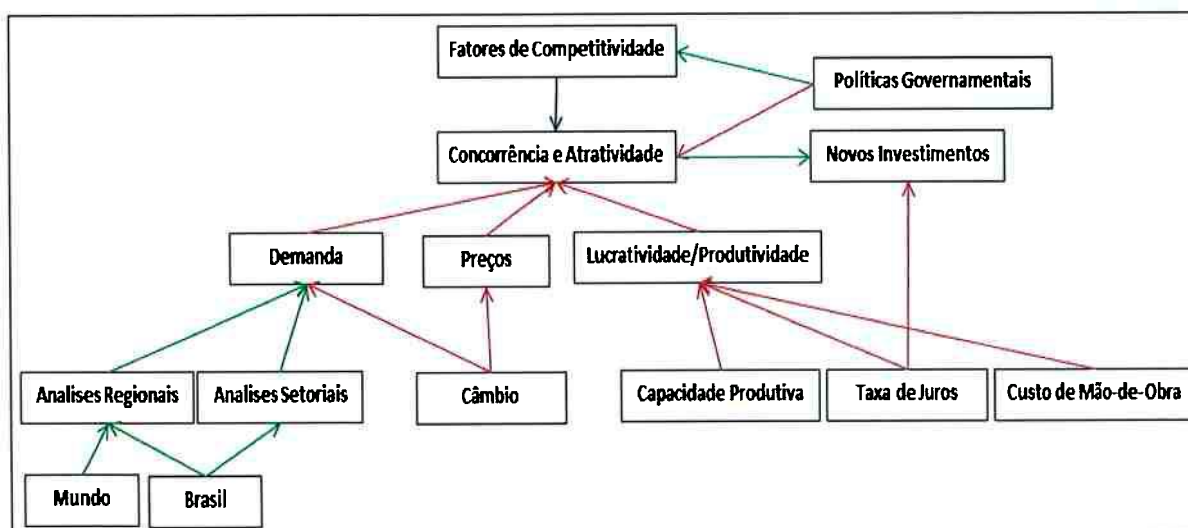 Fatores de Competitividade
Políticas Governamentais
Concorrência e Atratividade
Novos Investimentos
Demanda
Preços
Lucratividade/Produtividade
Analises Regionais
Analises Setoriais
Câmbio
Capacidade Produtiva
Taxa de Juros
Custo de Mão-de-Obra
Mundo
Brasil